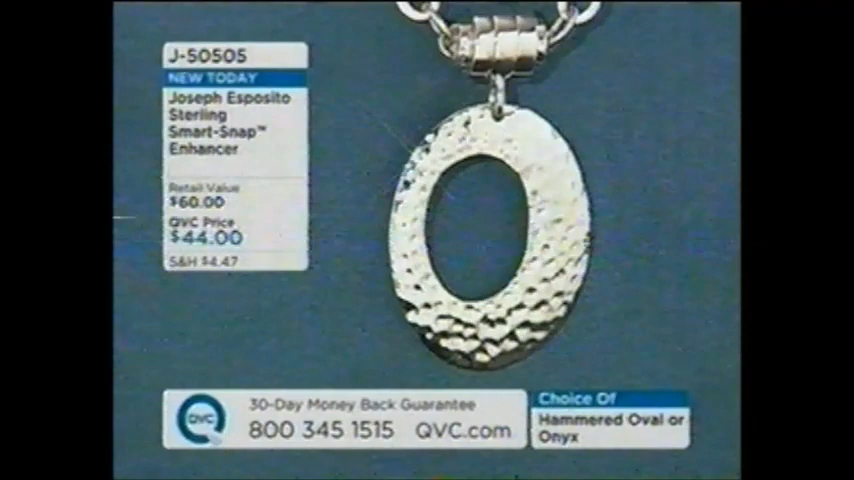 J-50505
NEW TODAY
Joseph Esposito
Sterling
Smart-Snap™
Enhancer
Retail Value
$60.00
QVC Price
$44.00
S&H $4.47
QVC
30-Day Money Back Guarantee
800 345 1515 QVC.com
Choice Of
Hammered Oval or
Onyx